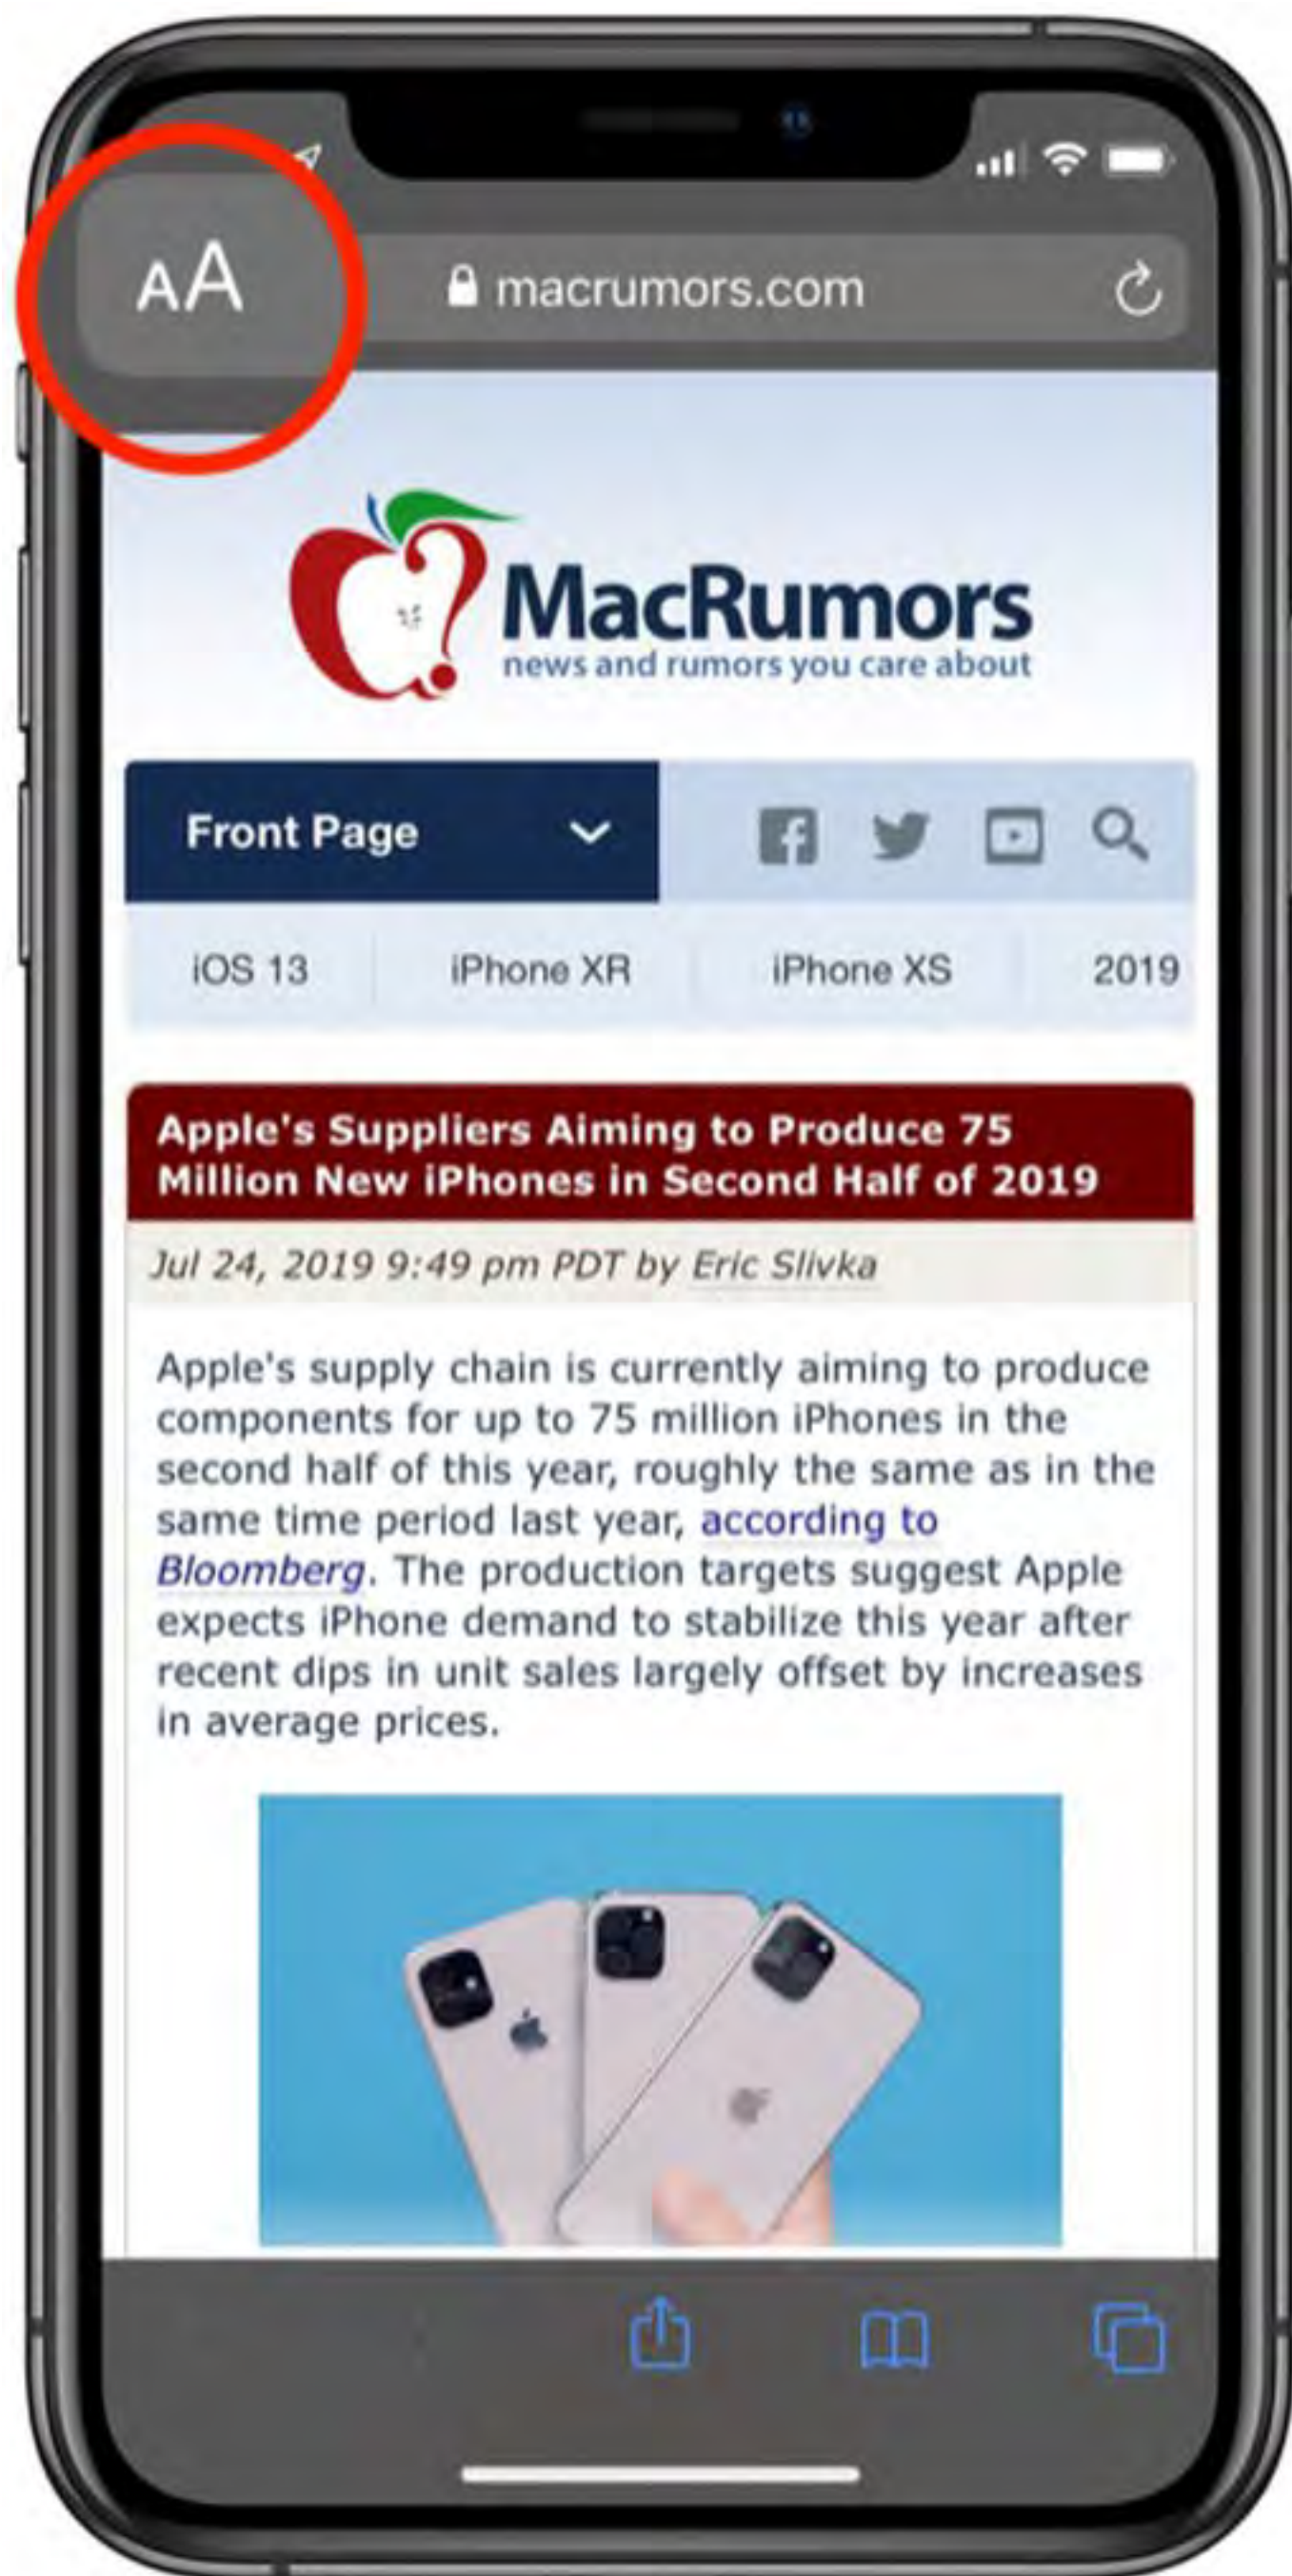 AA
macrumors.com
MacRumors
news and rumors you care about
Front Page
iOS 13 iPhone XR iPhone XS 2019
Apple's Suppliers Aiming to Produce 75
Million New iPhones in Second Half of 2019
Jul 24, 2019 9:49 pm PDT by Eric Slivka
Apple's supply chain is currently aiming to produce
components for up to 75 million iPhones in the
second half of this year, roughly the same as in the
same time period last year, according to
Bloomberg. The production targets suggest Apple
expects iPhone demand to stabilize this year after
recent dips in unit sales largely offset by increases
in average prices.